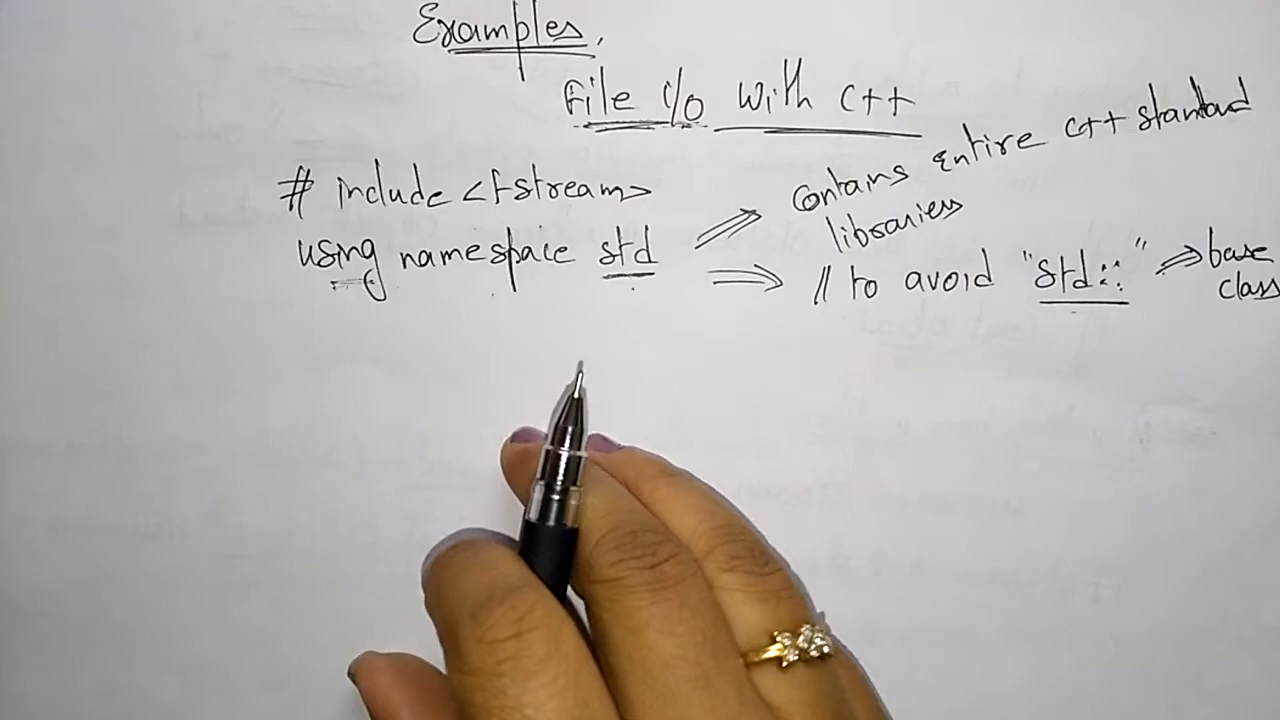 Examples,
File i/o with C++
# include <fstream>
using namespace std
contains entire C++ standard
libraries
// to avoid "std::" ⇒ base
class